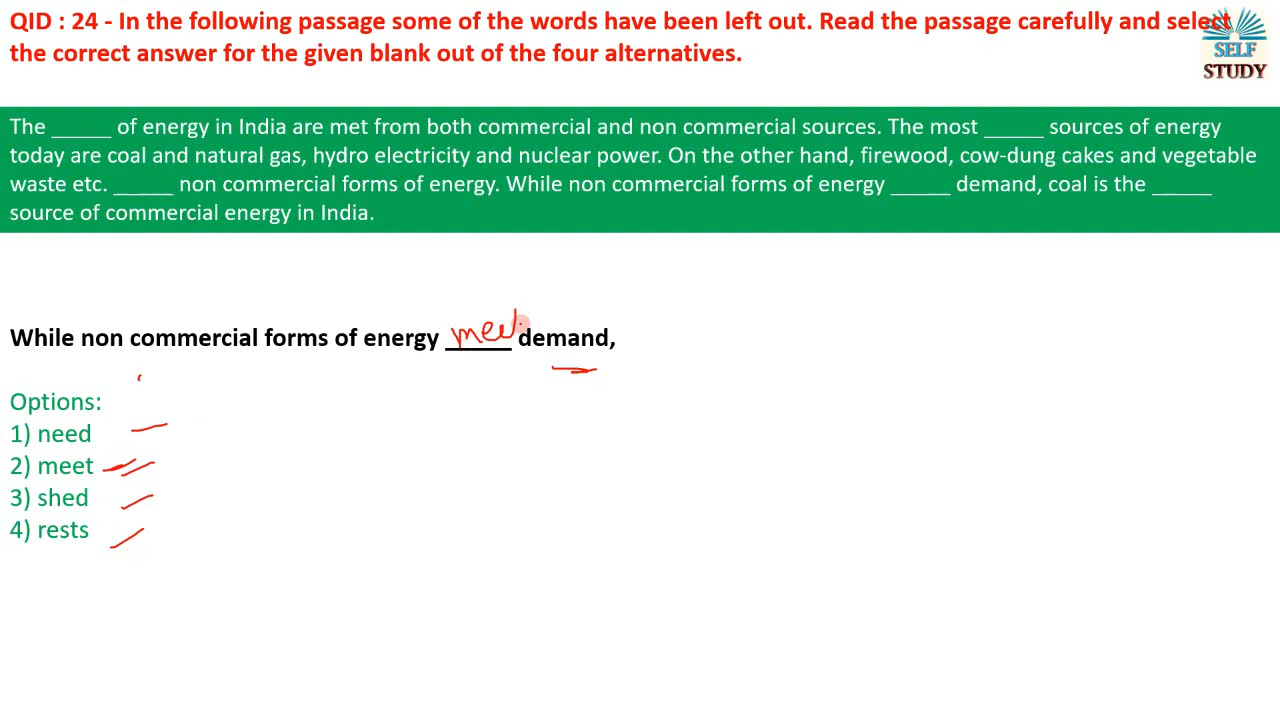 QID : 24 - In the following passage some of the words have been left out. Read the passage carefully and select
the correct answer for the given blank out of the four alternatives.
SELF
STUDY
The _____ of energy in India are met from both commercial and non commercial sources. The most _____ sources of energy
today are coal and natural gas, hydro electricity and nuclear power. On the other hand, firewood, cow-dung cakes and vegetable
waste etc. _____ non commercial forms of energy. While non commercial forms of energy _____ demand, coal is the _____
source of commercial energy in India.
While non commercial forms of energy meet demand,
Options:
1) need
2) meet
3) shed
4) rests